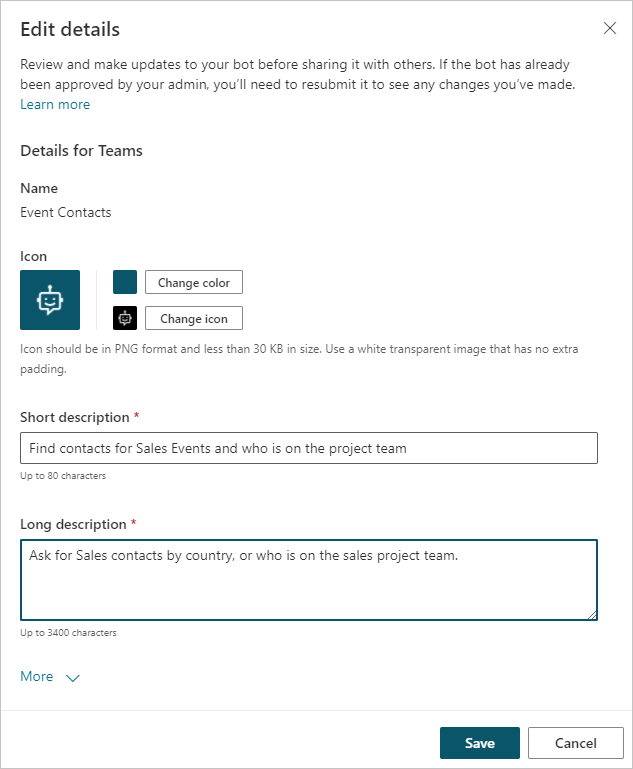 Edit details
Review and make updates to your bot before sharing it with others. If the bot has already
been approved by your admin, you’ll need to resubmit it to see any changes you’ve made.
Learn more
Details for Teams
Name
Event Contacts
Icon
Change color
Change icon
Icon should be in PNG format and less than 30 KB in size. Use a white transparent image that has no extra
padding.
Short description *
Find contacts for Sales Events and who is on the project team
Up to 80 characters
Long description *
Ask for Sales contacts by country, or who is on the sales project team.
Up to 3400 characters
More
Save
Cancel